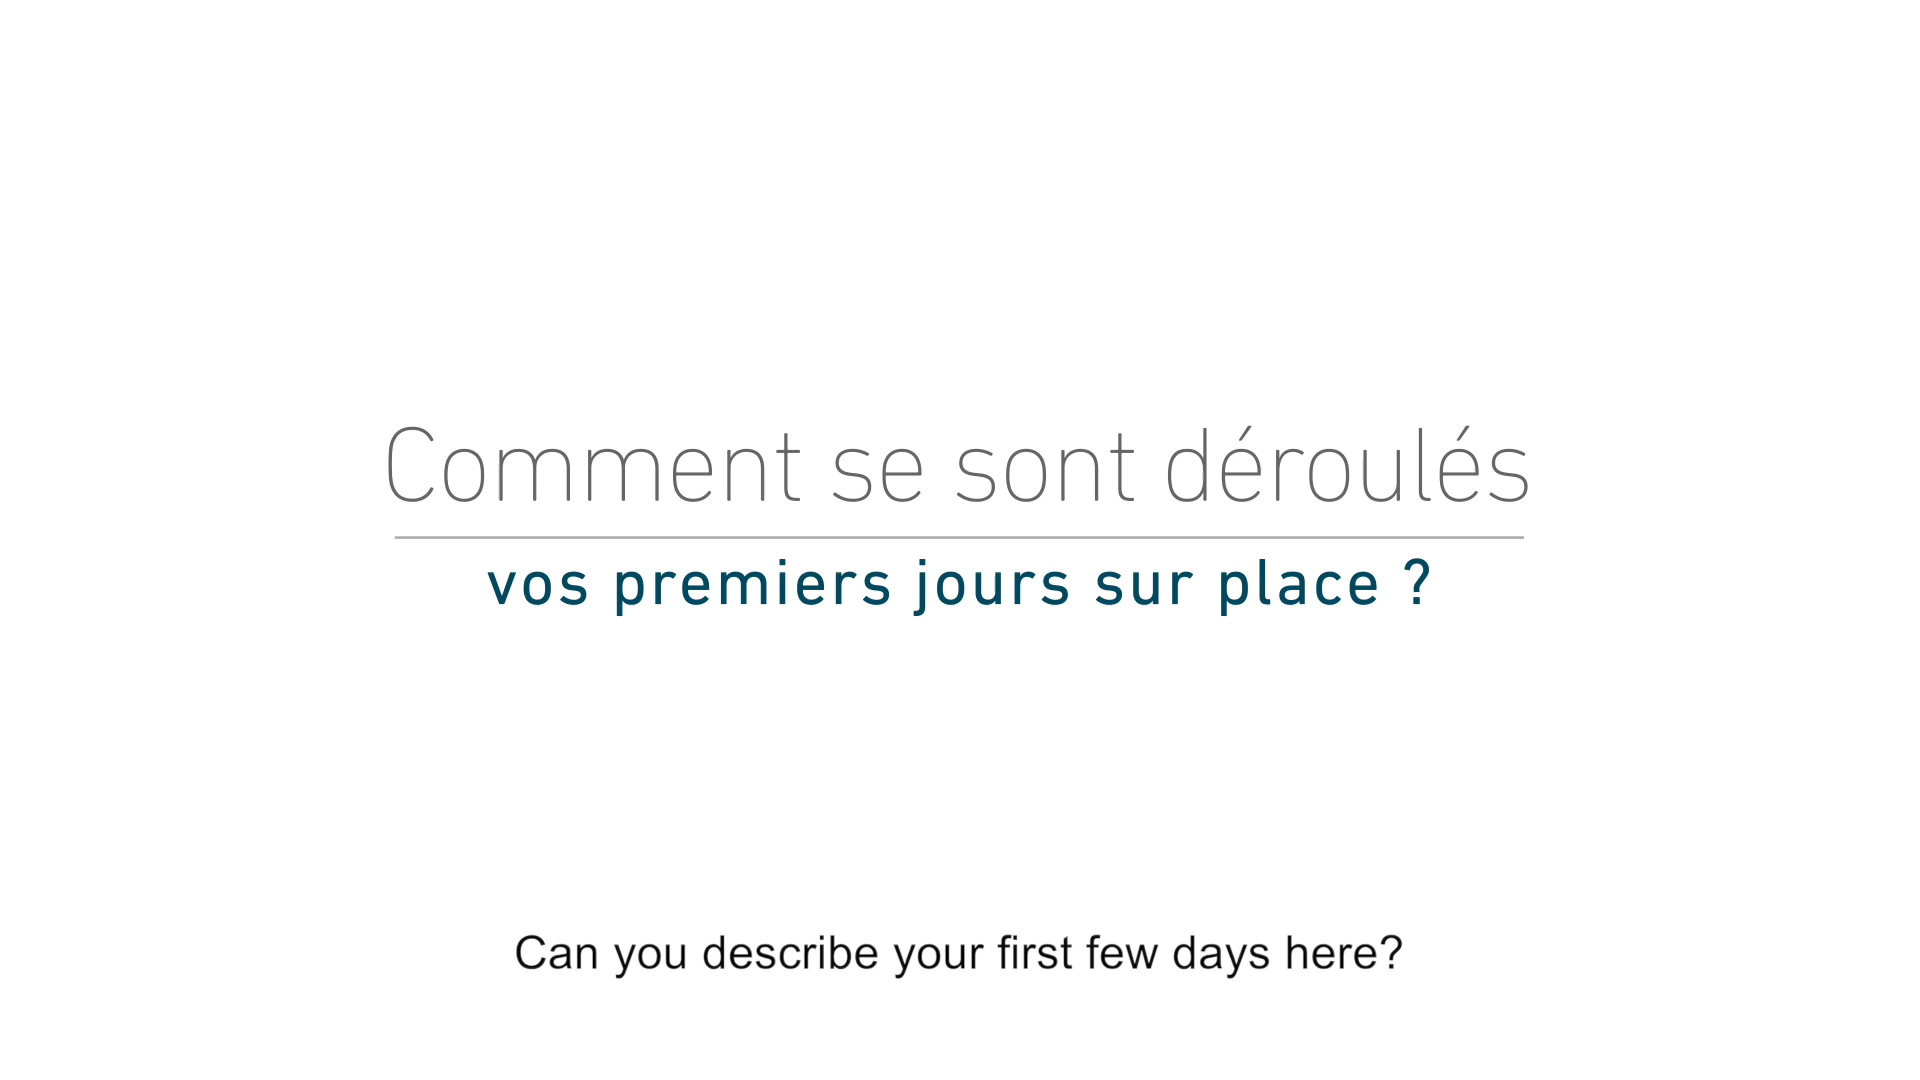 Comment se sont déroulés
vos premiers jours sur place ?
Can you describe your first few days here?